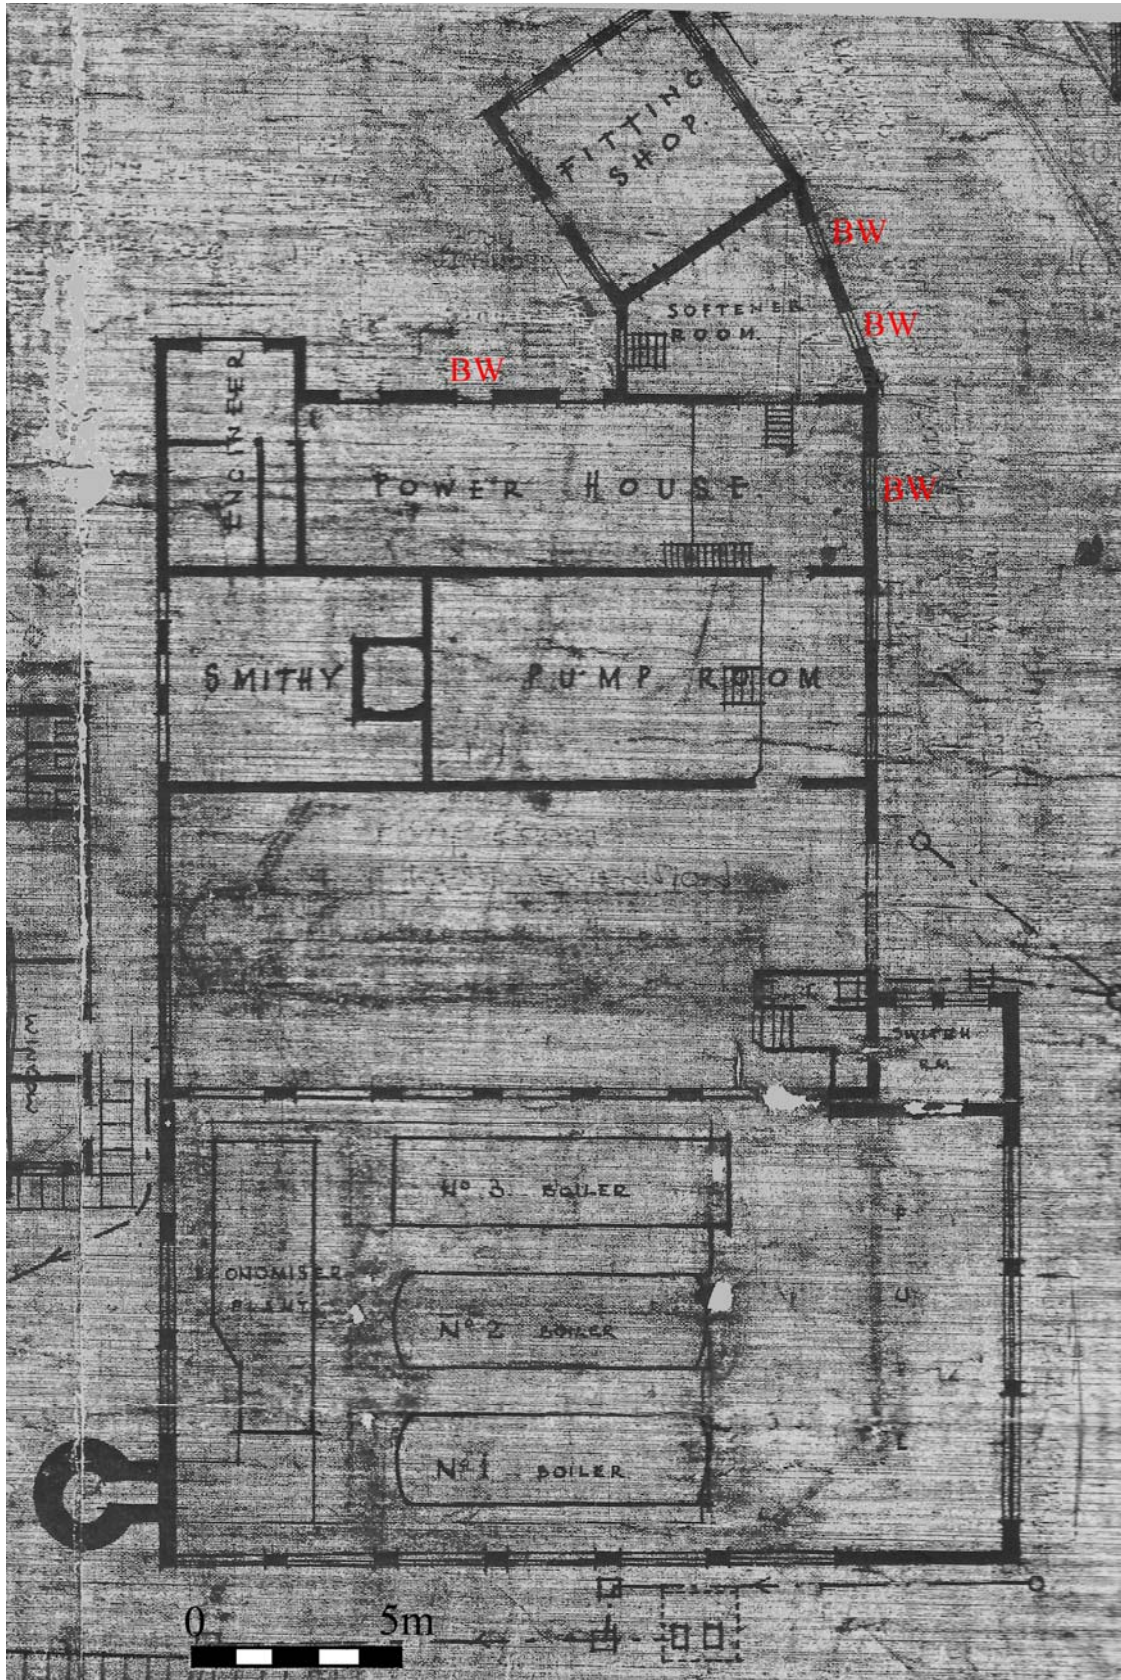 FITTING
SHOP.
BW
SOFTENER
ROOM
BW
BW
ENGINEER
POWER HOUSE
BW
SMITHY
PUMP ROOM
SWITCH
RM.
Nº 3 BOILER
ECONOMISER
PLANT
Nº 2 BOILER
FUEL
Nº 1 BOILER
0 5m